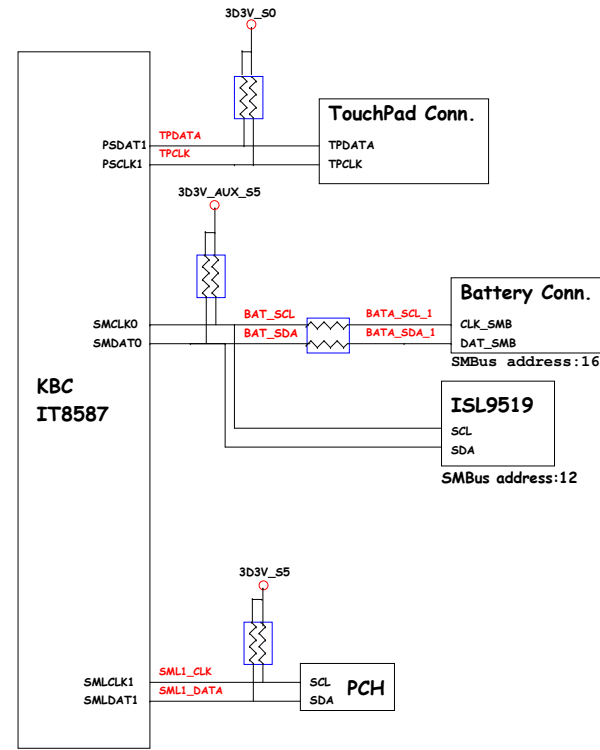 3D3V_S0
TouchPad Conn.
PSDAT1 TPDATA TPDATA
PSCLK1 TPCLK TPCLK
3D3V_AUX_S5
Battery Conn.
SMCLK0 BAT_SCL BATA_SCL_1 CLK_SMB
SMDAT0 BAT_SDA BATA_SDA_1 DAT_SMB
SMBus address:16
KBC
IT8587
ISL9519
SCL
SDA
SMBus address:12
3D3V_S5
SMLCLK1 SML1_CLK SCL
SMLDAT1 SML1_DATA SDA
PCH